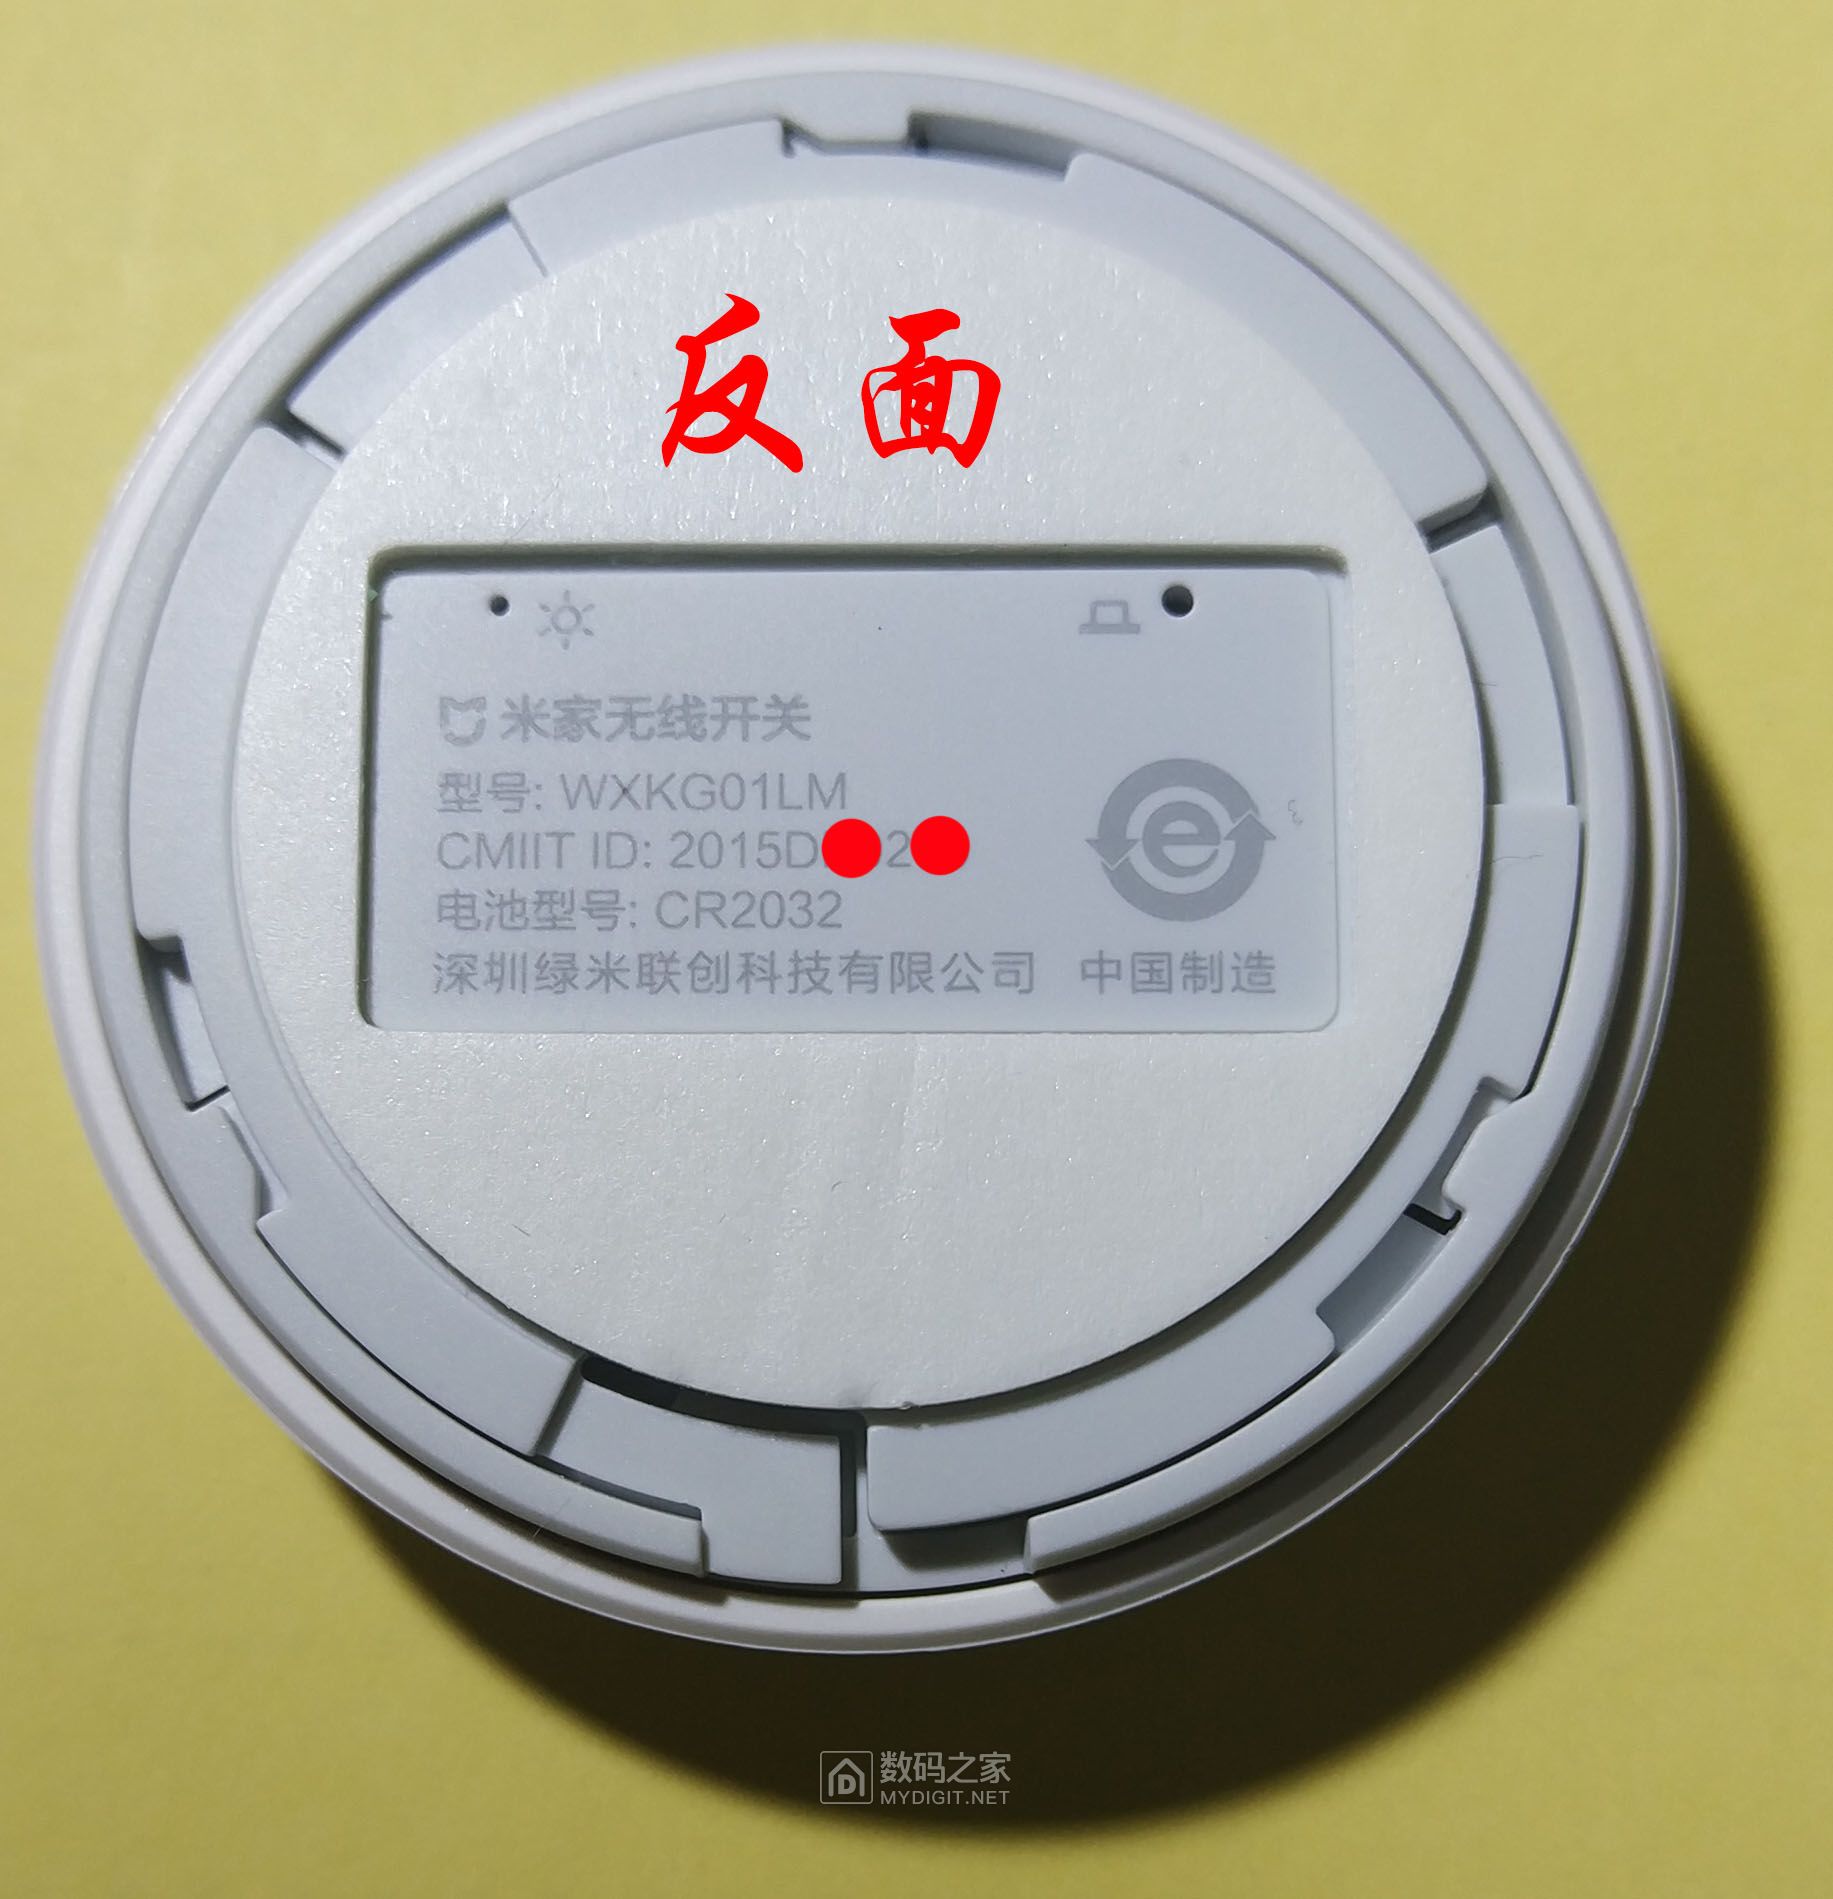 反面
米家无线开关
型号: WXKG01LM
CMIIT ID: 2015D 2
电池型号: CR2032
深圳绿米联创科技有限公司 中国制造
e
数码之家
MYDIGIT.NET